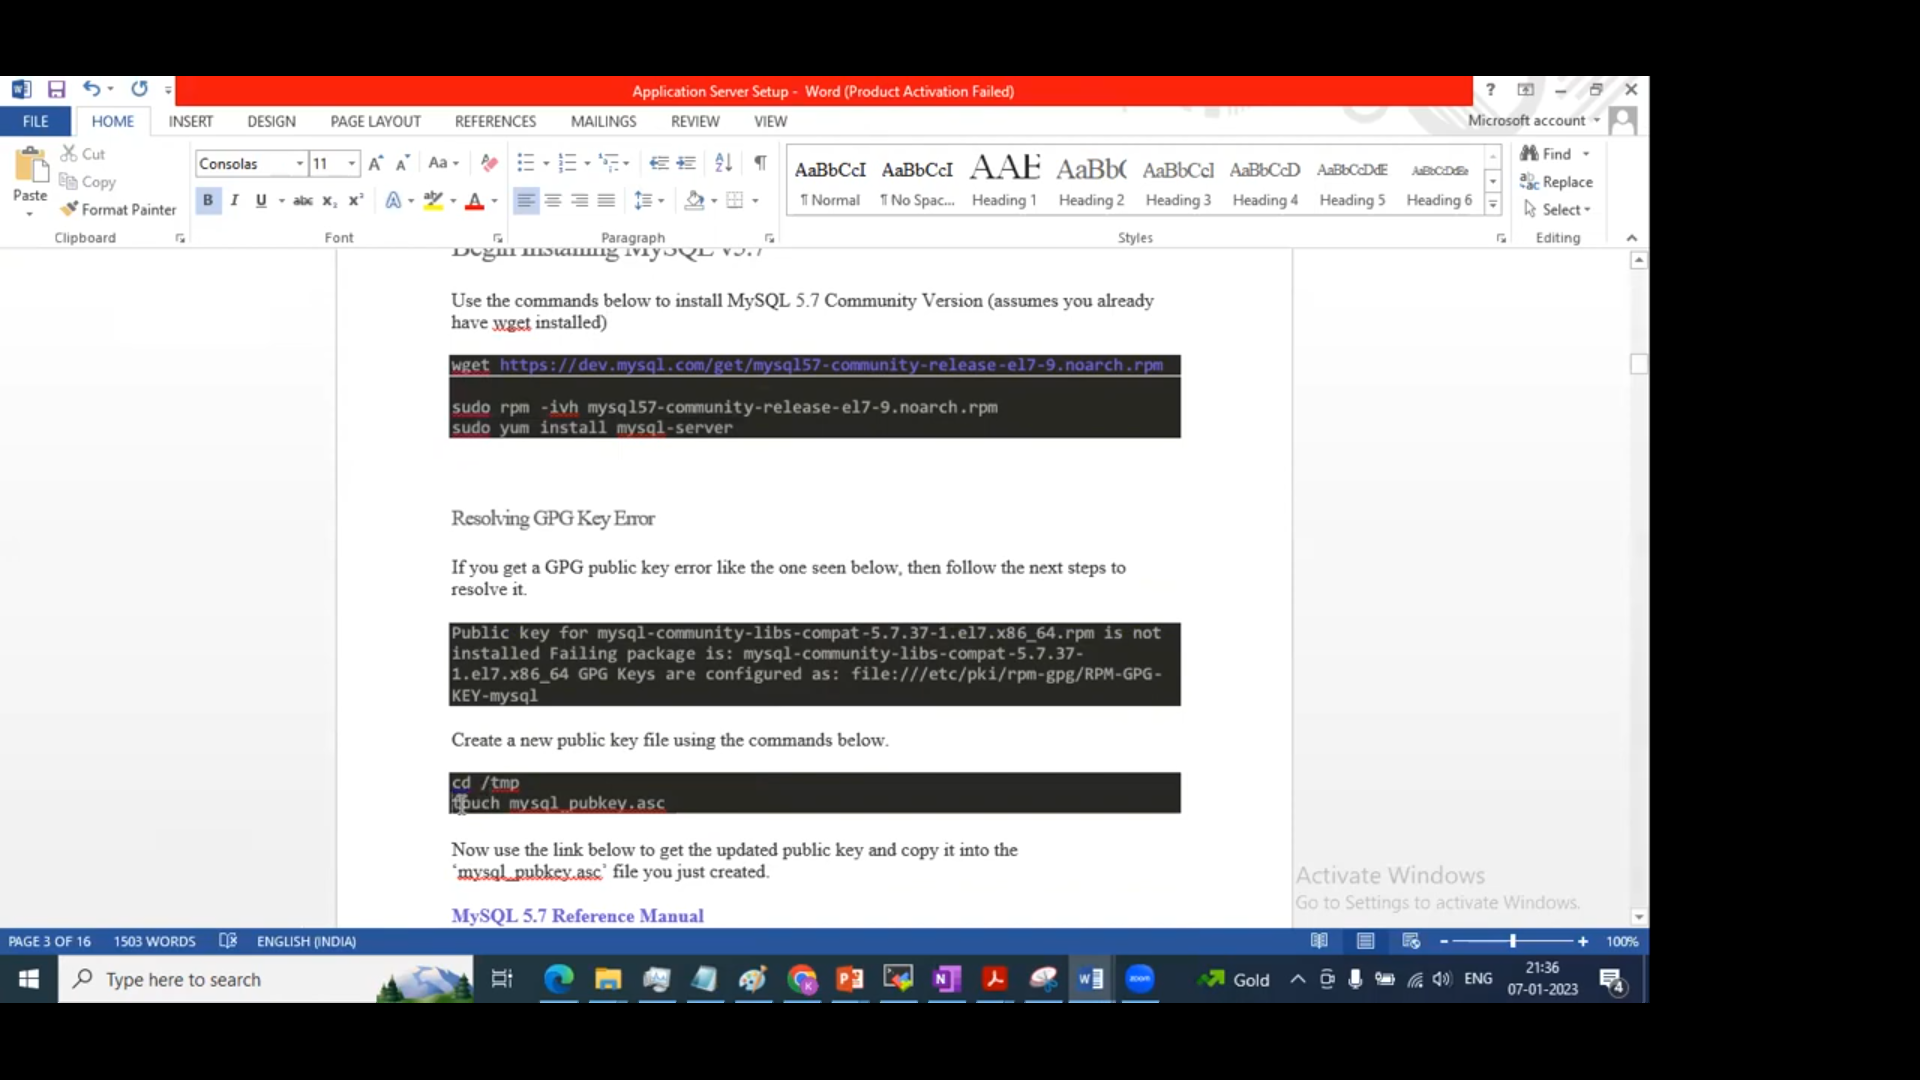 Application Server Setup - Word (Product Activation Failed)
?
FILE HOME INSERT DESIGN PAGE LAYOUT REFERENCES MAILINGS REVIEW VIEW
Microsoft account
Paste
Cut
Copy
Format Painter
Clipboard
Consolas 11
Aa
B I U abc x₂ x² A ab A
Font
A Z
Paragraph
AaBbCcI AaBbCcI AAE AaBb( AaBbCcI AaBbCcD AaBbCcDdE AaBbCcDdEe
¶ Normal ¶ No Spac... Heading 1 Heading 2 Heading 3 Heading 4 Heading 5 Heading 6
Styles
Find
Replace
Select
Editing
Begin Installing MySQL v5.7
Use the commands below to install MySQL 5.7 Community Version (assumes you already
have wget installed)
wget https://dev.mysql.com/get/mysql57-community-release-el7-9.noarch.rpm
sudo rpm -ivh mysql57-community-release-el7-9.noarch.rpm
sudo yum install mysql-server
Resolving GPG Key Error
If you get a GPG public key error like the one seen below, then follow the next steps to
resolve it.
Public key for mysql-community-libs-compat-5.7.37-1.el7.x86_64.rpm is not
installed Failing package is: mysql-community-libs-compat-5.7.37-
1.el7.x86_64 GPG Keys are configured as: file:///etc/pki/rpm-gpg/RPM-GPG-
KEY-mysql
Create a new public key file using the commands below.
cd /tmp
touch mysql_pubkey.asc
Now use the link below to get the updated public key and copy it into the
`mysql_pubkey.asc` file you just created.
MySQL 5.7 Reference Manual
Activate Windows
Go to Settings to activate Windows.
PAGE 3 OF 16 1503 WORDS ENGLISH (INDIA)
100%
Type here to search
zoom
Gold
ENG
21:36
07-01-2023
4